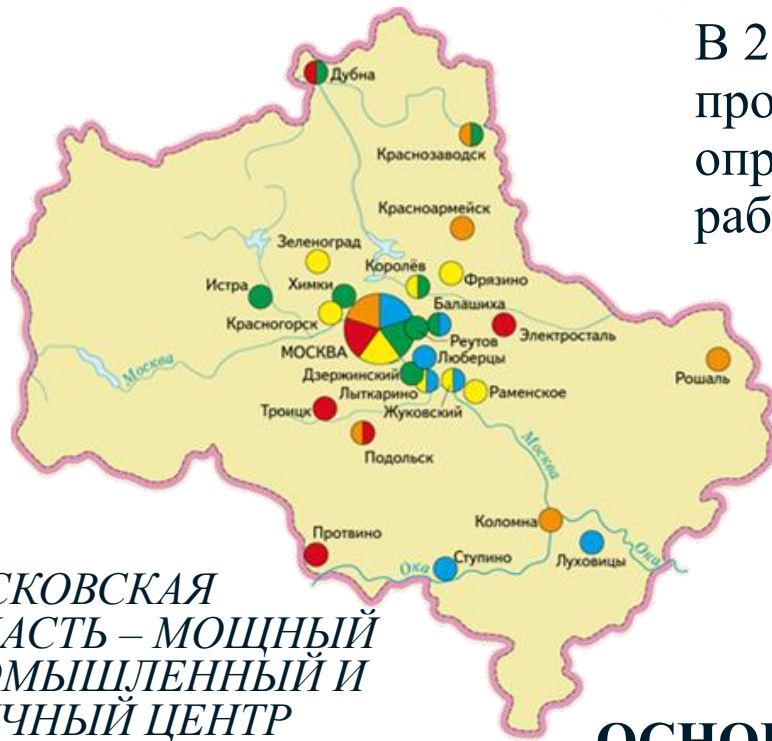 В 2
про
опр
раб
Дубна
Краснозаводск
Красноармейск
Зеленоград
Королёв
Фрязино
Истра
Химки
Балашиха
Красногорск
Электросталь
МОСКВА
Реутов
Люберцы
Москва
Дзержинский
Рошаль
Лыткарино
Раменское
Троицк
Жуковский
Подольск
Москва
Коломна
Протвино
Ступино
Луховицы
Ока
Ока
СКОВСКАЯ
АСТЬ – МОЩНЫЙ
ОМЫШЛЕННЫЙ И
ЧНЫЙ ЦЕНТР
ОСНОВ